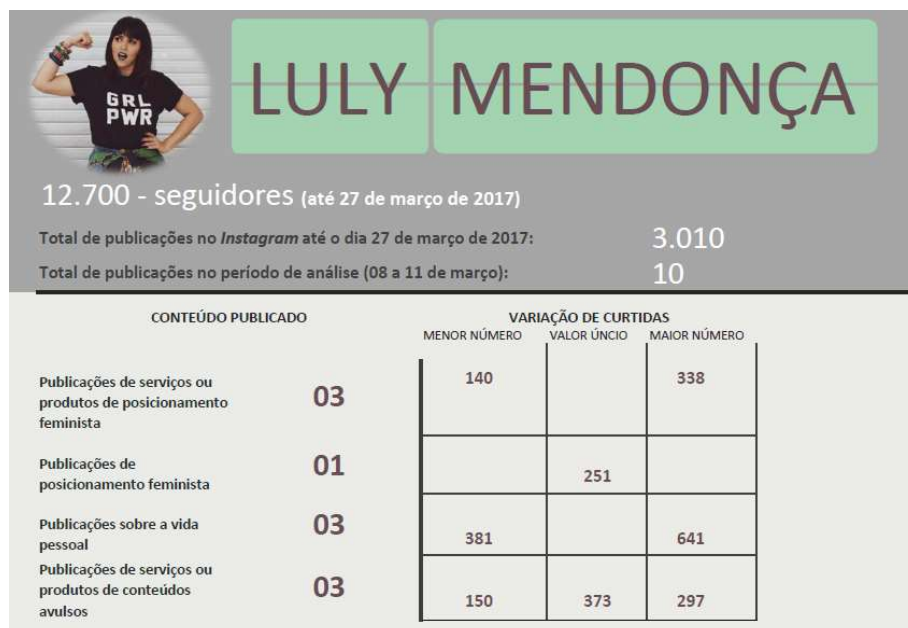 GRL
PWR
LULY MENDONÇA
12.700 - seguidores (até 27 de março de 2017)
Total de publicações no Instagram até o dia 27 de março de 2017: 3.010
Total de publicações no período de análise (08 a 11 de março): 10
CONTEÚDO PUBLICADO VARIAÇÃO DE CURTIDAS
MENOR NÚMERO VALOR ÚNCIO MAIOR NÚMERO
Publicações de serviços ou
produtos de posicionamento
feminista
03 140 338
Publicações de
posicionamento feminista
01 251
Publicações sobre a vida
pessoal
03 381 641
Publicações de serviços ou
produtos de conteúdos
avulsos
03 150 373 297